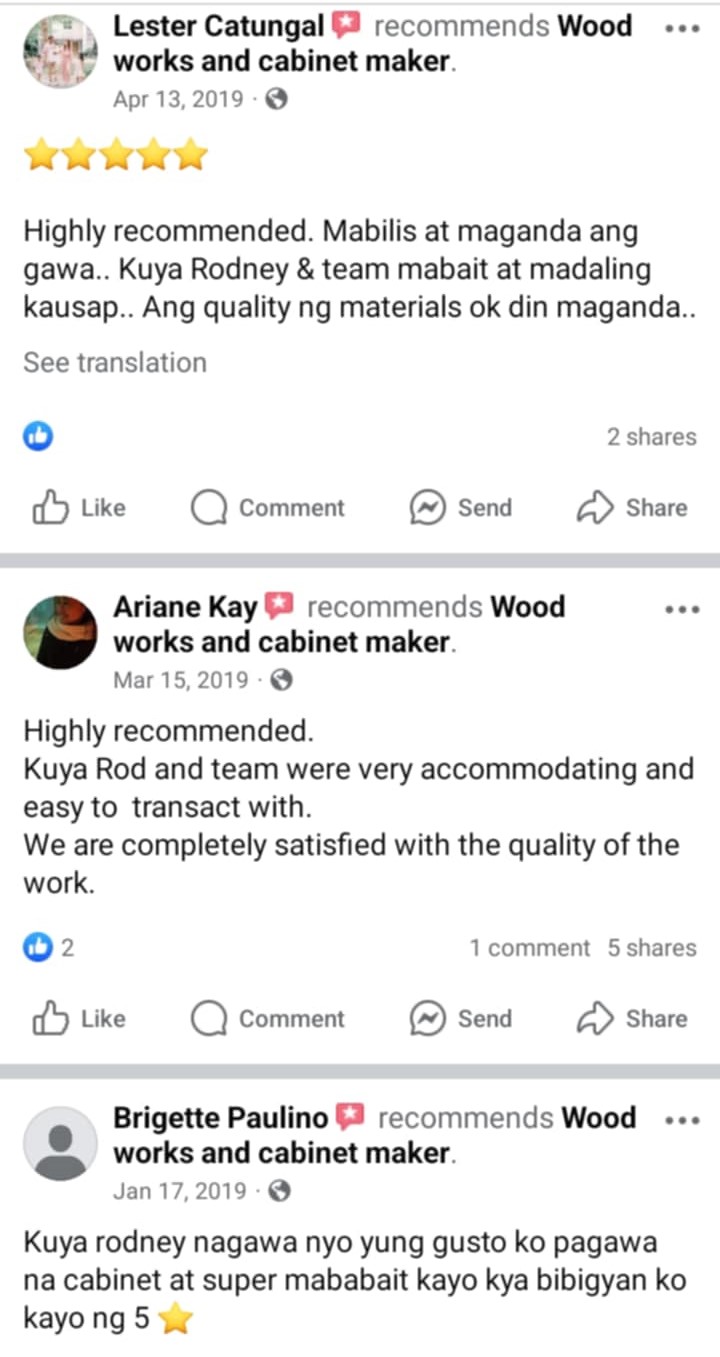 Lester Catungal recommends Wood
works and cabinet maker.
Apr 13, 2019 ·
⭐⭐⭐⭐⭐
Highly recommended. Mabilis at maganda ang
gawa.. Kuya Rodney & team mabait at madaling
kausap.. Ang quality ng materials ok din maganda..
See translation
2 shares
Like Comment Send Share
Ariane Kay recommends Wood
works and cabinet maker.
Mar 15, 2019 ·
Highly recommended.
Kuya Rod and team were very accommodating and
easy to  transact with.
We are completely satisfied with the quality of the
work.
2 1 comment 5 shares
Like Comment Send Share
Brigette Paulino recommends Wood
works and cabinet maker.
Jan 17, 2019 ·
Kuya rodney nagawa nyo yung gusto ko pagawa
na cabinet at super mababait kayo kya bibigyan ko
kayo ng 5 ⭐